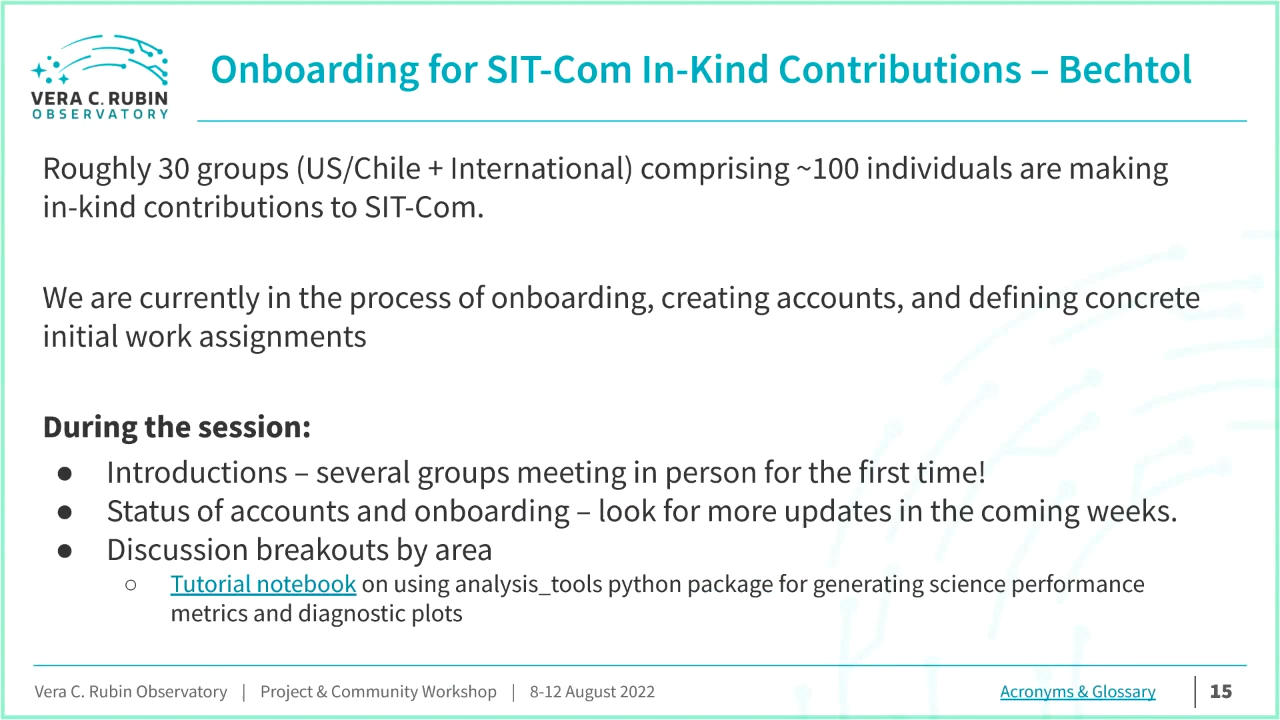 VERA C. RUBIN
OBSERVATORY
Onboarding for SIT-Com In-Kind Contributions – Bechtol
Roughly 30 groups (US/Chile + International) comprising ~100 individuals are making
in-kind contributions to SIT-Com.
We are currently in the process of onboarding, creating accounts, and defining concrete
initial work assignments
During the session:
● Introductions – several groups meeting in person for the first time!
● Status of accounts and onboarding – look for more updates in the coming weeks.
● Discussion breakouts by area
○ Tutorial notebook on using analysis_tools python package for generating science performance
metrics and diagnostic plots
Vera C. Rubin Observatory | Project & Community Workshop | 8-12 August 2022
Acronyms & Glossary | 15